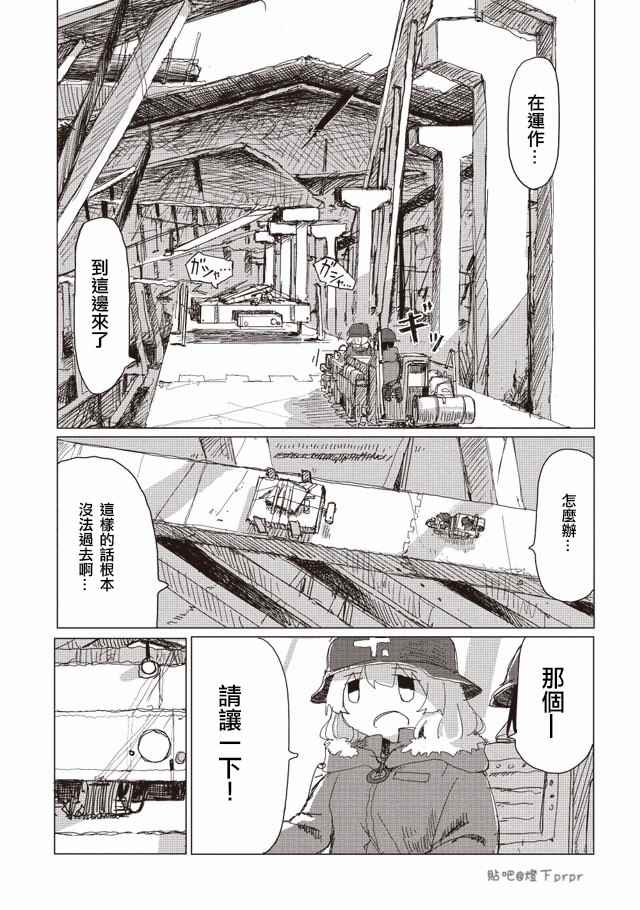 在運作…
ガシャ…
ガシャ…
ギッ
到這邊來了
怎麼辦…
這樣的話根本
沒法過去啊…
那個ー
請讓一下！
貼吧@燈下prpr